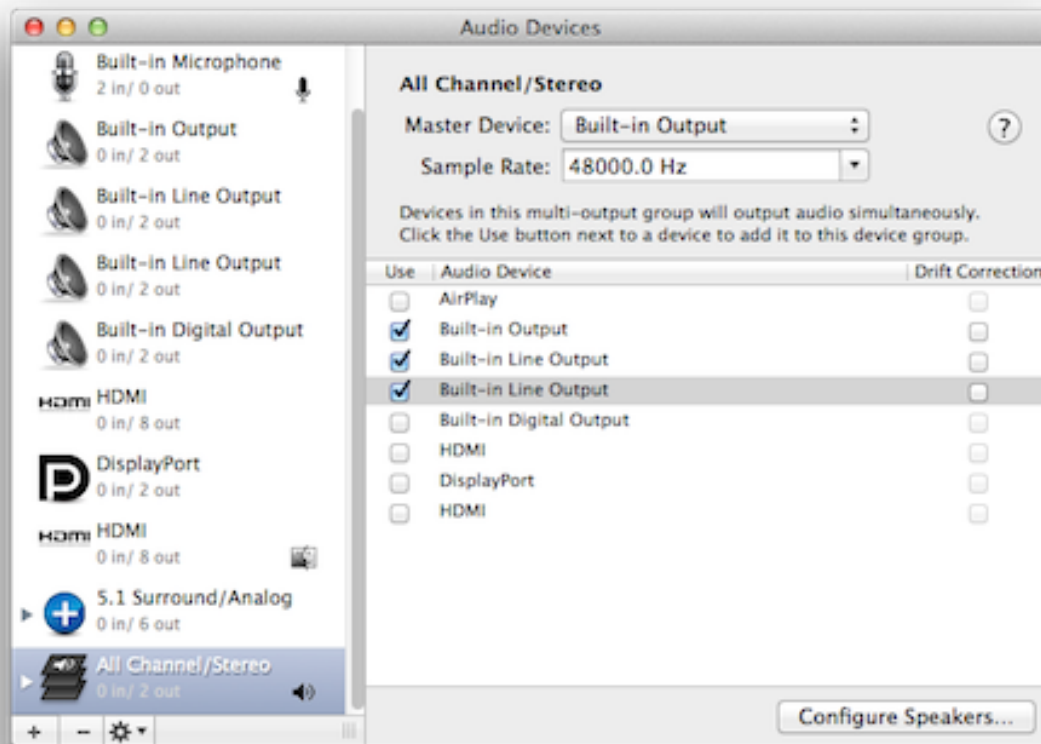 Audio Devices
Built-in Microphone
2 in/ 0 out
Built-in Output
0 in/ 2 out
Built-in Line Output
0 in/ 2 out
Built-in Line Output
0 in/ 2 out
Built-in Digital Output
0 in/ 2 out
HDMI HDMI
0 in/ 8 out
DisplayPort
0 in/ 2 out
HDMI HDMI
0 in/ 8 out
5.1 Surround/Analog
0 in/ 6 out
All Channel/Stereo
0 in/ 2 out
All Channel/Stereo
Master Device: Built-in Output
?
Sample Rate: 48000.0 Hz
Devices in this multi-output group will output audio simultaneously.
Click the Use button next to a device to add it to this device group.
Use Audio Device Drift Correction
AirPlay
Built-in Output
Built-in Line Output
Built-in Line Output
Built-in Digital Output
HDMI
DisplayPort
HDMI
Configure Speakers...